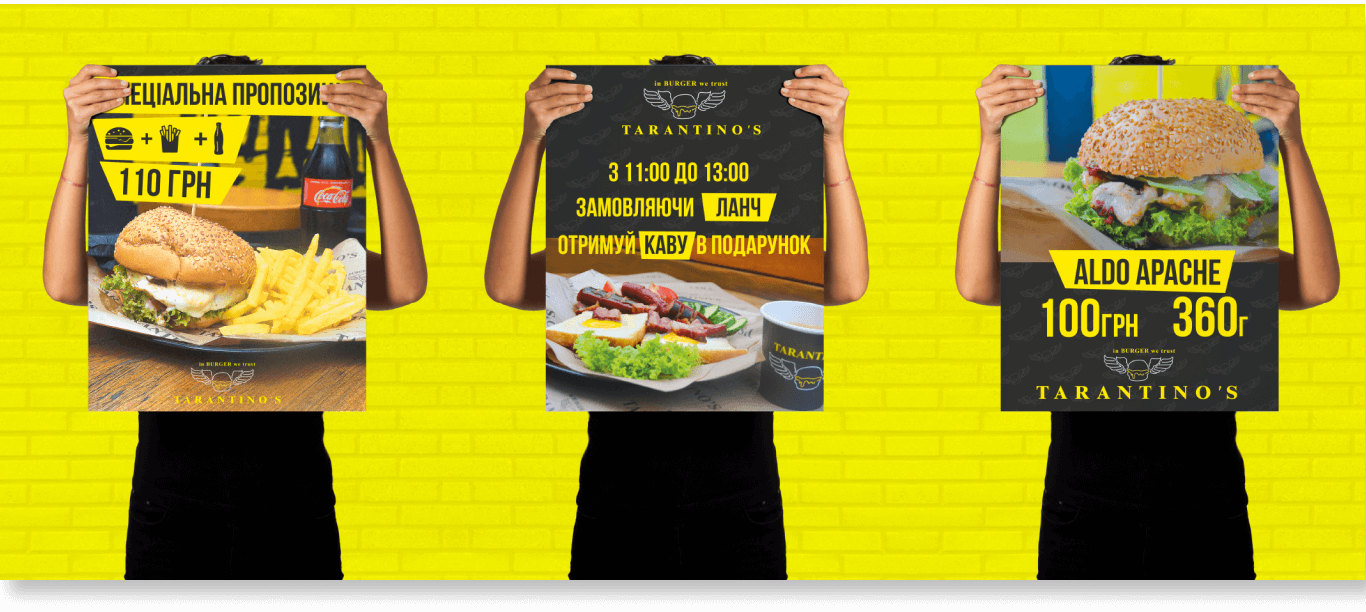 ЕЦІАЛЬНА ПРОПОЗИ
+ +
110 ГРН
Coca-Cola
in BURGER we trust
TARANTINO'S
in BURGER we trust
TARANTINO'S
З 11:00 ДО 13:00
ЗАМОВЛЯЮЧИ ЛАНЧ
ОТРИМУЙ КАВУ В ПОДАРУНОК
TARANT
ALDO APACHE
100ГРН 360Г
in BURGER we trust
TARANTINO'S